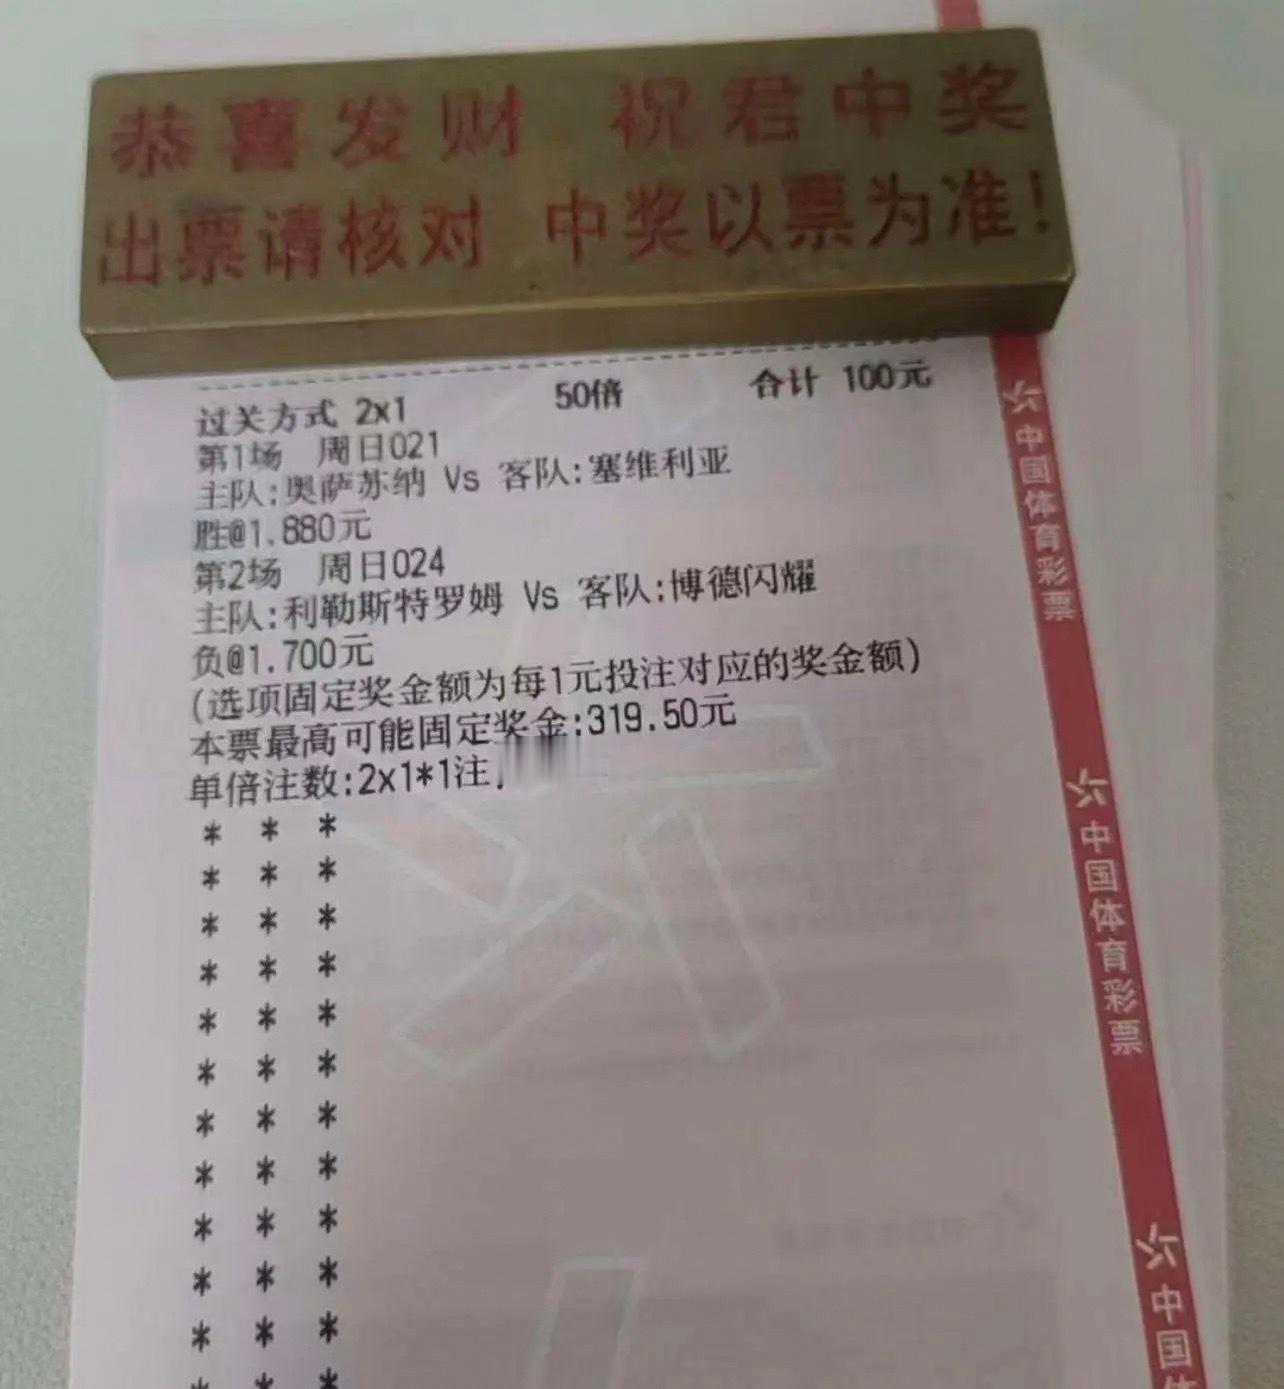 恭喜发财 祝君中奖
出票请核对 中奖以票为准!
过关方式 2x1 50倍 合计 100元
第1场 周日021
主队:奥萨苏纳 Vs 客队:塞维利亚
胜@1.880元
第2场 周日024
主队:利勒斯特罗姆 Vs 客队:博德闪耀
负@1.700元
(选项固定奖金额为每1元投注对应的奖金额)
本票最高可能固定奖金:319.50元
单倍注数:2x1*1注
* * *
* * *
* * *
* * *
* * *
* * *
* * *
* * *
* * *
* * *
* * *
* * *
中国体育彩票
中国体育彩票
中国体